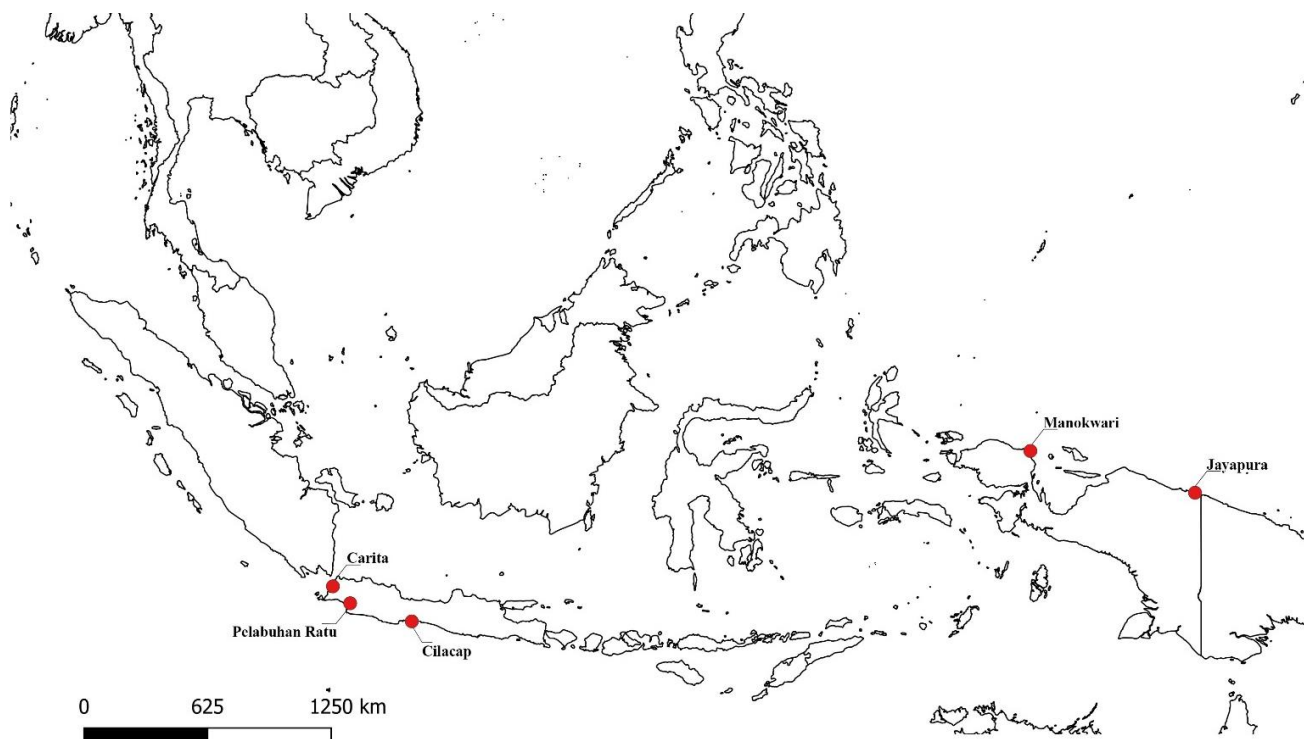 Manokwari
Jayapura
Carita
Pelabuhan Ratu
Cilacap
0 625 1250 km